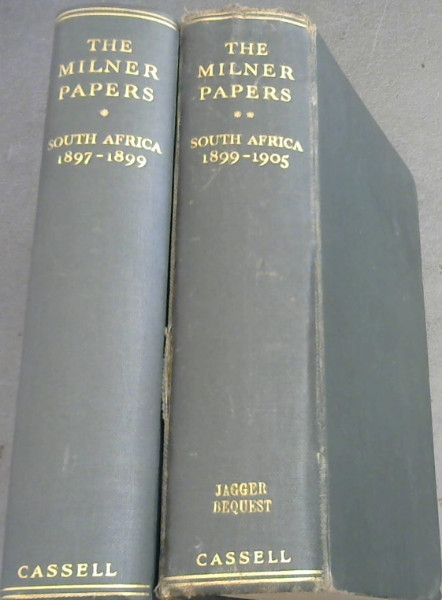 THE
MILNER
PAPERS
*
SOUTH AFRICA
1897-1899
CASSELL
THE
MILNER
PAPERS
**
SOUTH AFRICA
1899-1905
JAGGER
BEQUEST
CASSELL